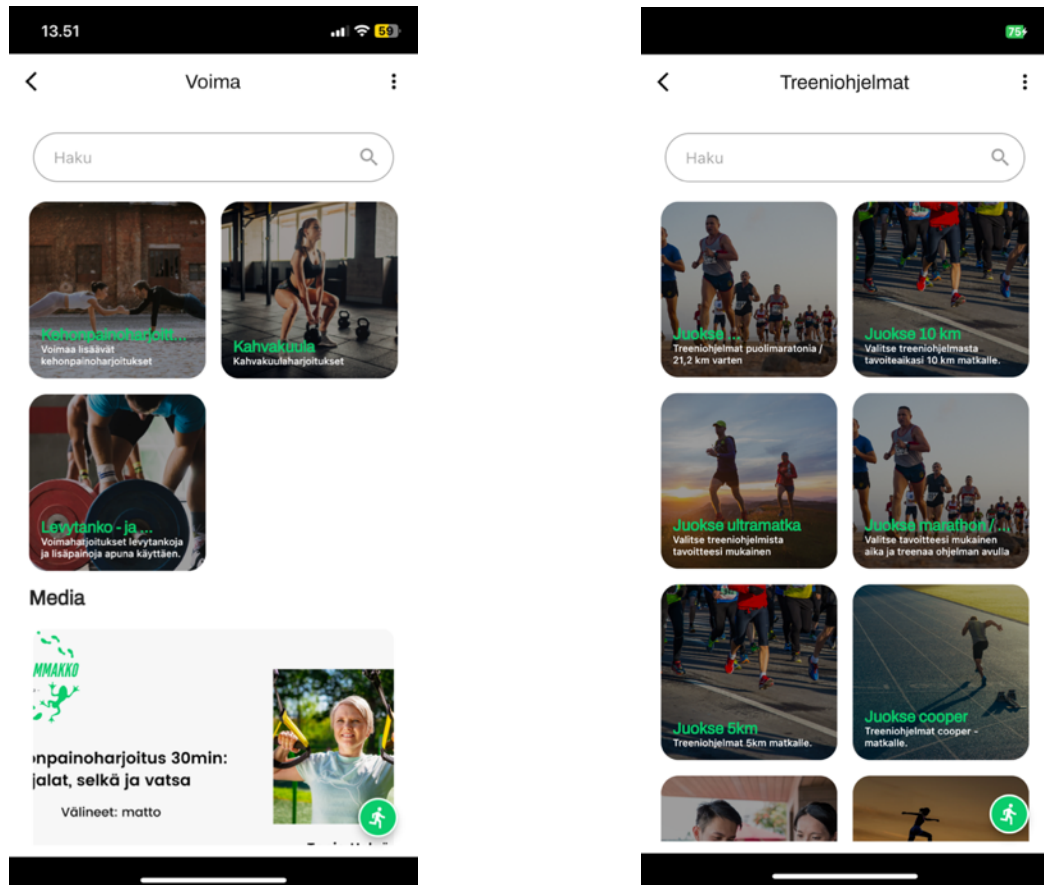 13.51
59
Voima
Haku
Kehonpainoharjoitt...
Voimaa lisäävät
kehonpainoharjoitukset
Kahvakuula
Kahvakuulaharjoitukset
Levytanko - ja ...
Voimaharjoitukset levytankoja
ja lisäpainoja apuna käyttäen.
Media
MMAKKO
onpainoharjoitus 30min:
jalat, selkä ja vatsa
Välineet: matto
75
Treeniohjelmat
Haku
Juokse ...
Treeniohjelmat puolimaratonia /
21,2 km varten
Juokse 10 km
Valitse treeniohjelmasta
tavoiteaikasi 10 km matkalle.
Juokse ultramatka
Valitse treeniohjelmista
tavoitteesi mukainen
Juokse marathon / ...
Valitse tavoitteesi mukainen
aika ja treenaa ohjelman avulla
Juokse 5km
Treeniohjelmat 5km matkalle.
Juokse cooper
Treeniohjelmat cooper -
matkalle.